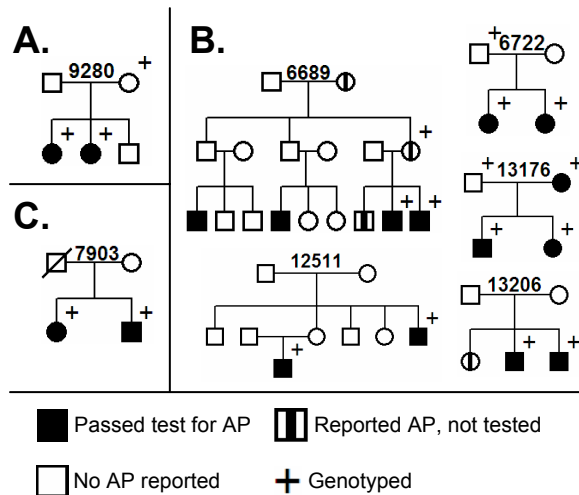 A.
9280
B.
6689
6722
13176
C.
7903
12511
13206
Passed test for AP
Reported AP, not tested
No AP reported
+ Genotyped